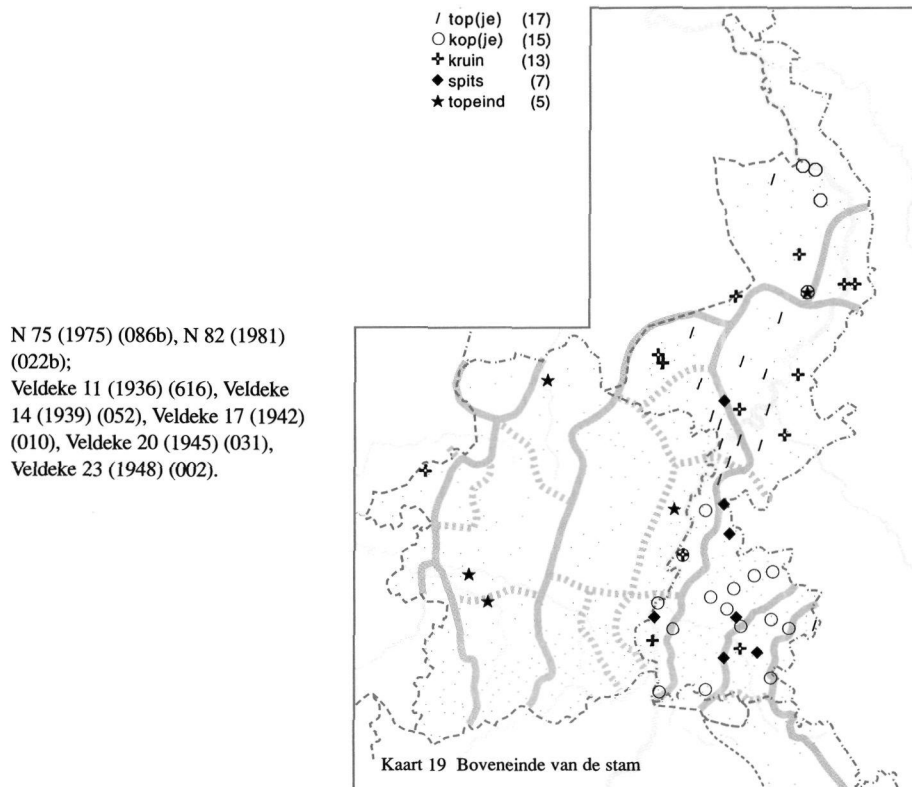 / top(je) (17)
kop(je) (15)
kruin (13)
◆ spits (7)
★ topeind (5)
N 75 (1975) (086b), N 82 (1981)
(022b);
Veldeke 11 (1936) (616), Veldeke
14 (1939) (052), Veldeke 17 (1942)
(010), Veldeke 20 (1945) (031),
Veldeke 23 (1948) (002).
Kaart 19 Boveneinde van de stam